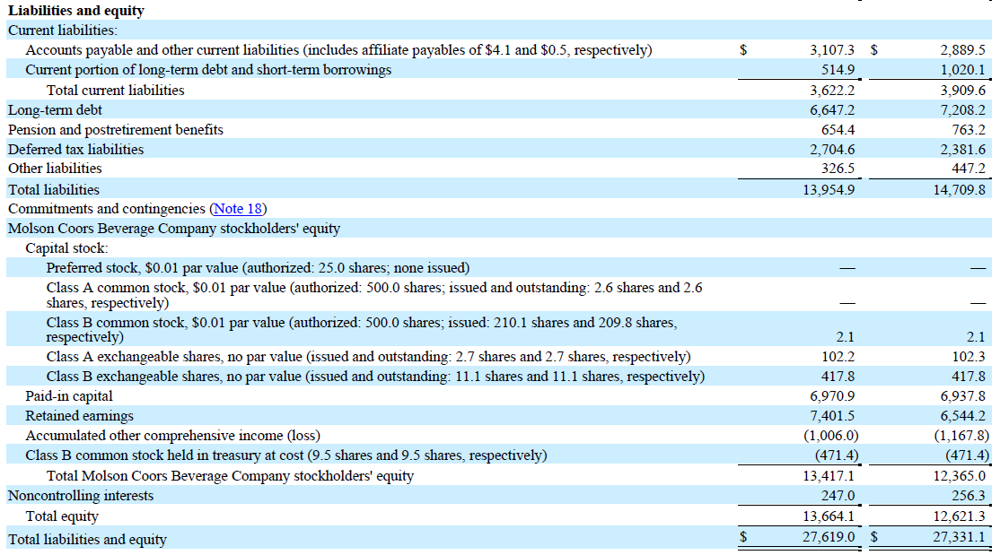 Liabilities and equity
Current liabilities:
Accounts payable and other current liabilities (includes affiliate payables of $4.1 and $0.5, respectively) $ 3,107.3 $ 2,889.5
Current portion of long-term debt and short-term borrowings 514.9 1,020.1
Total current liabilities 3,622.2 3,909.6
Long-term debt 6,647.2 7,208.2
Pension and postretirement benefits 654.4 763.2
Deferred tax liabilities 2,704.6 2,381.6
Other liabilities 326.5 447.2
Total liabilities 13,954.9 14,709.8
Commitments and contingencies (Note 18)
Molson Coors Beverage Company stockholders' equity
Capital stock:
Preferred stock, $0.01 par value (authorized: 25.0 shares; none issued) — —
Class A common stock, $0.01 par value (authorized: 500.0 shares; issued and outstanding: 2.6 shares and 2.6
shares, respectively) — —
Class B common stock, $0.01 par value (authorized: 500.0 shares; issued: 210.1 shares and 209.8 shares,
respectively) 2.1 2.1
Class A exchangeable shares, no par value (issued and outstanding: 2.7 shares and 2.7 shares, respectively) 102.2 102.3
Class B exchangeable shares, no par value (issued and outstanding: 11.1 shares and 11.1 shares, respectively) 417.8 417.8
Paid-in capital 6,970.9 6,937.8
Retained earnings 7,401.5 6,544.2
Accumulated other comprehensive income (loss) (1,006.0) (1,167.8)
Class B common stock held in treasury at cost (9.5 shares and 9.5 shares, respectively) (471.4) (471.4)
Total Molson Coors Beverage Company stockholders' equity 13,417.1 12,365.0
Noncontrolling interests 247.0 256.3
Total equity 13,664.1 12,621.3
Total liabilities and equity $ 27,619.0 $ 27,331.1